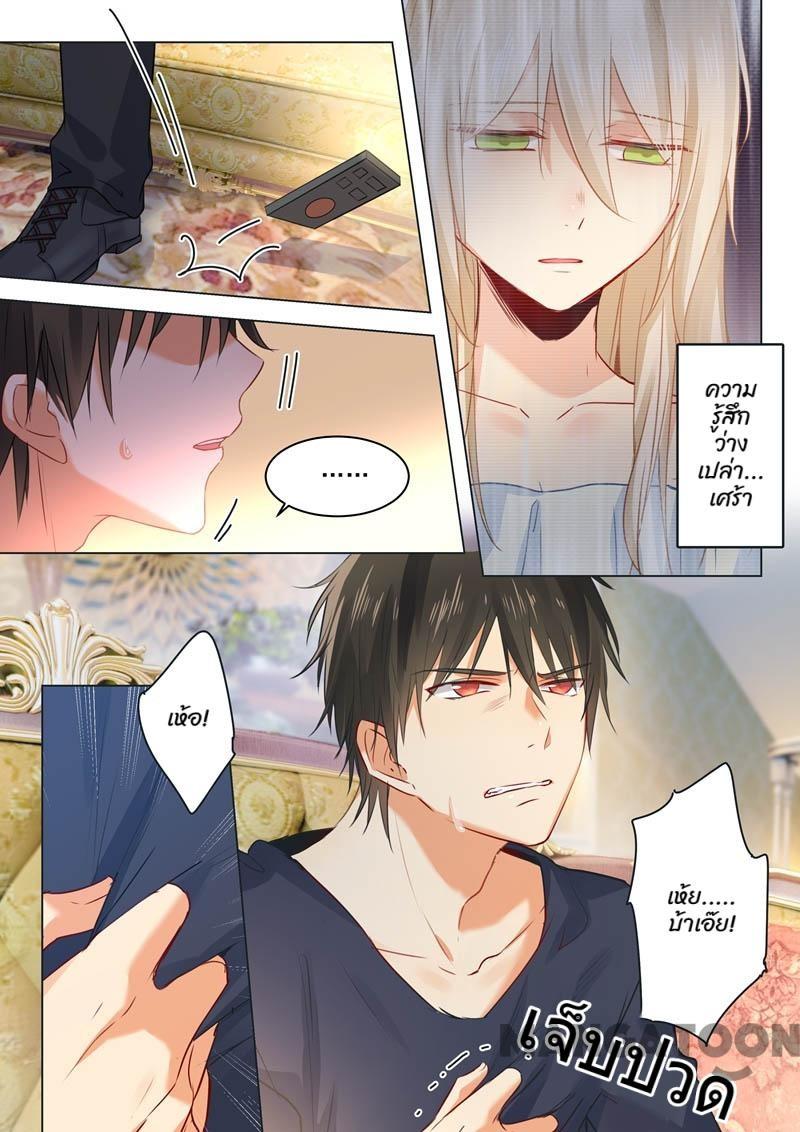 ความ
รู้สึก
ว่าง
เปล่า...
เศร้า
......
เห้อ!
เห้ย.....
บ้าเอ๊ย!
เจ็บปวด
MANGATOON